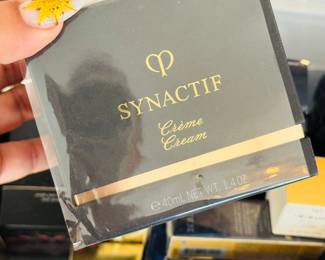 SYNACTIF
Crème
Cream
℮ 40mL NET WT. 1.4 OZ